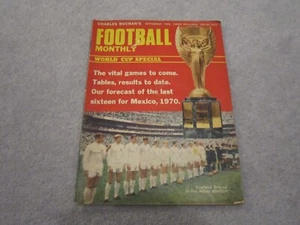 CHARLES BUCHAN'S
FOOTBALL
MONTHLY
WORLD CUP SPECIAL
The vital games to come.
Tables, results to date.
Our forecast of the last
sixteen for Mexico, 1970.